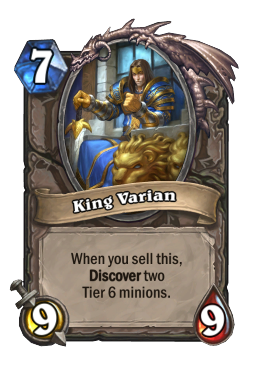 7
King Varian
When you sell this,
Discover two
Tier 6 minions.
9 9